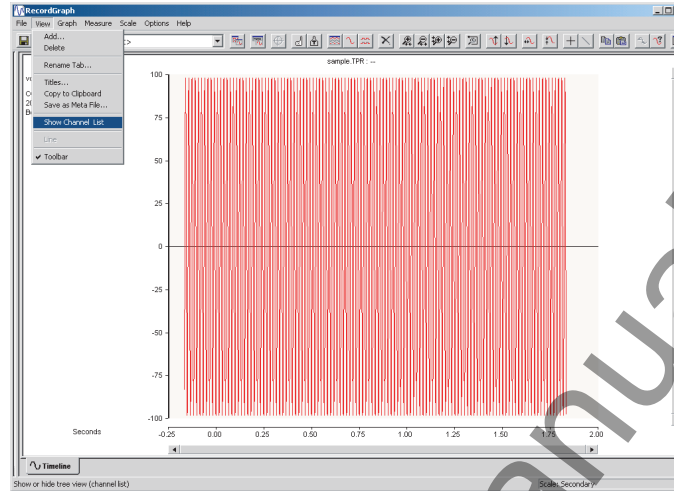 RecordGraph
File View Graph Measure Scale Options Help
Add...
Delete
Rename Tab...
Titles...
Copy to Clipboard
Save as Meta File...
Show Channel List
Line
Toolbar
sample.TPR : --
100
75
50
25
0
-25
-50
-75
-100
Seconds
-0.25 0.00 0.25 0.50 0.75 1.00 1.25 1.50 1.75 2.00
Timeline
Show or hide tree view (channel list)
Scale: Secondary